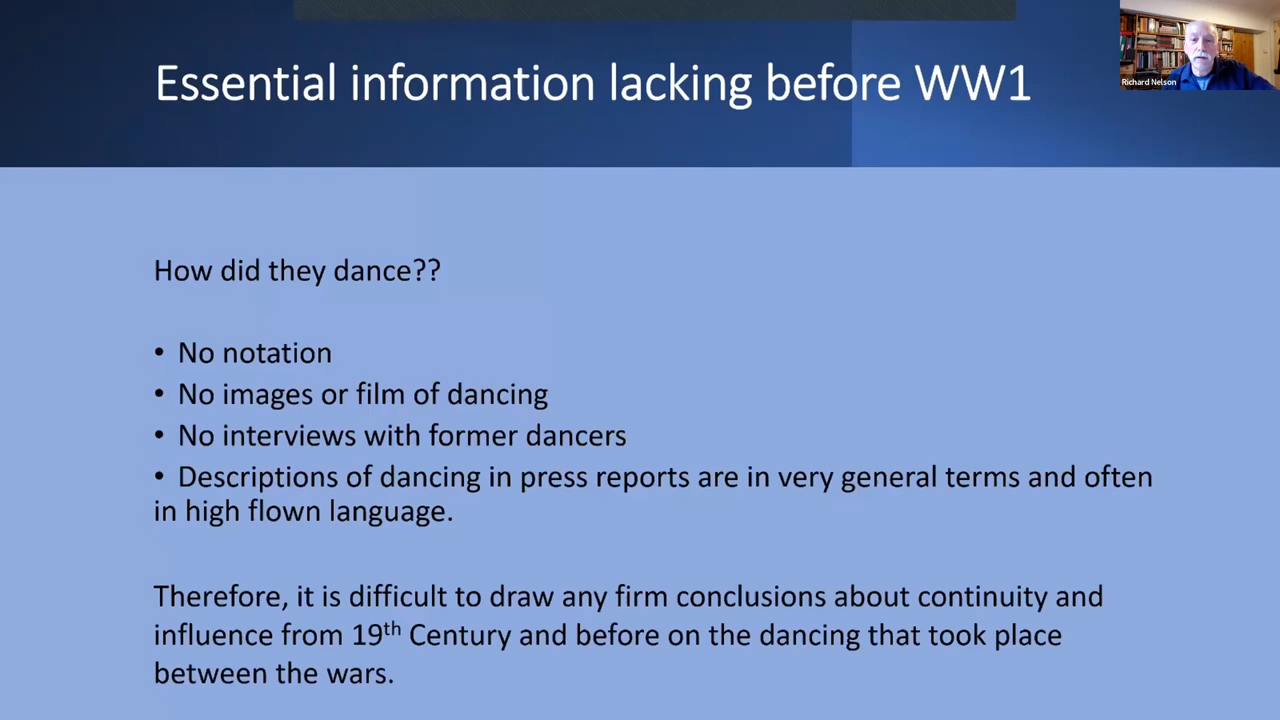 Essential information lacking before WW1
Richard Nelson
How did they dance??
• No notation
• No images or film of dancing
• No interviews with former dancers
• Descriptions of dancing in press reports are in very general terms and often
in high flown language.
Therefore, it is difficult to draw any firm conclusions about continuity and
influence from 19th Century and before on the dancing that took place
between the wars.